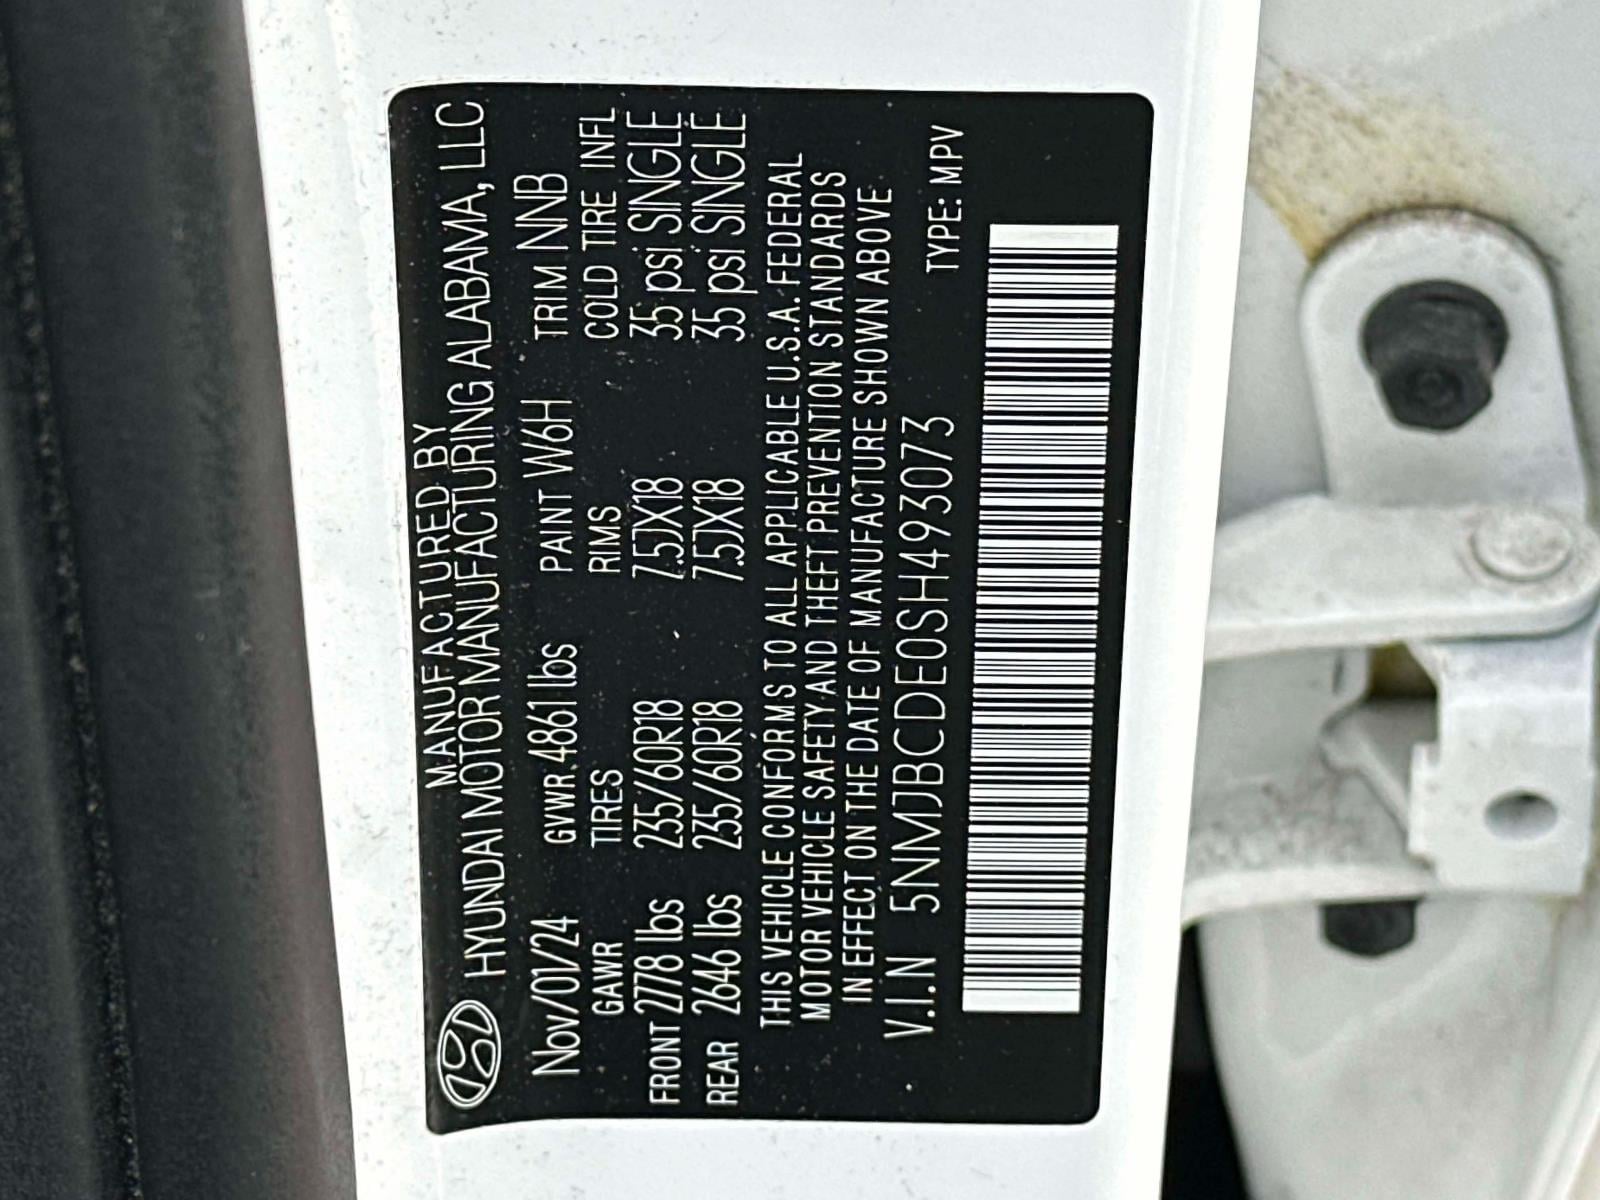 MANUFACTURED BY
HYUNDAI MOTOR MANUFACTURING ALABAMA, LLC
Nov/01/24 GVWR 4861 lbs PAINT W6H TRIM NNB
GAWR TIRES RIMS COLD TIRE INFL
FRONT 2778 lbs 235/60R18 7.5JX18 35 psi SINGLE
REAR 2646 lbs 235/60R18 7.5JX18 35 psi SINGLE
THIS VEHICLE CONFORMS TO ALL APPLICABLE U.S.A. FEDERAL
MOTOR VEHICLE SAFETY AND THEFT PREVENTION STANDARDS
IN EFFECT ON THE DATE OF MANUFACTURE SHOWN ABOVE
V.I.N 5NMJBCDE0SH493073 TYPE: MPV